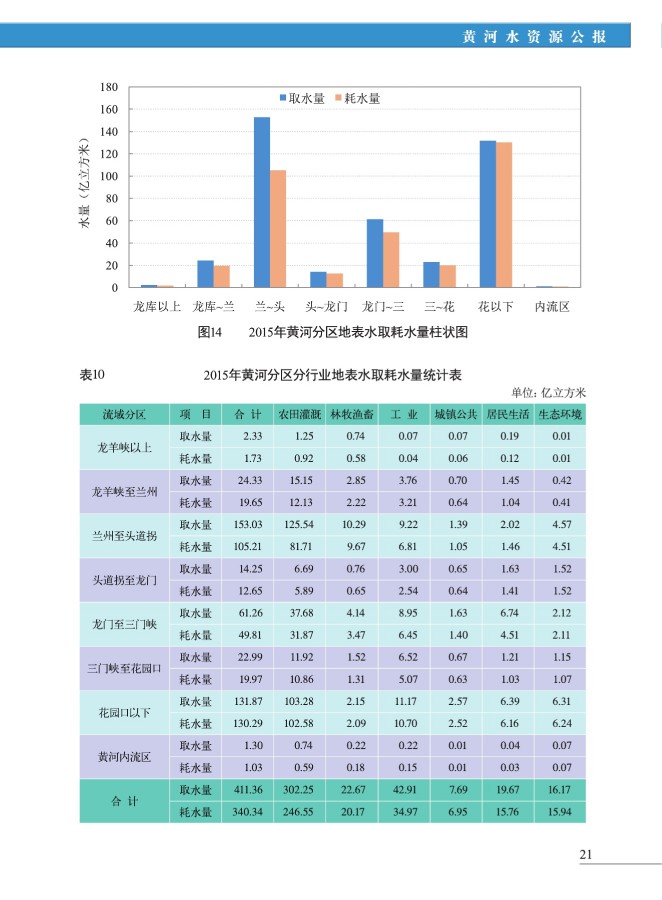 黄河水资源公报
180
160
140
120
100
80
60
40
20
0
水量（亿立方米）
取水量 耗水量
龙库以上 龙库~兰 兰~头 头~龙门 龙门~三 三~花 花以下 内流区
图14 2015年黄河分区地表水取耗水量柱状图
表10 2015年黄河分区分行业地表水取耗水量统计表
单位: 亿立方米
流域分区 项 目 合 计 农田灌溉 林牧渔畜 工 业 城镇公共 居民生活 生态环境
龙羊峡以上 取水量 2.33 1.25 0.74 0.07 0.07 0.19 0.01
耗水量 1.73 0.92 0.58 0.04 0.06 0.12 0.01
龙羊峡至兰州 取水量 24.33 15.15 2.85 3.76 0.70 1.45 0.42
耗水量 19.65 12.13 2.22 3.21 0.64 1.04 0.41
兰州至头道拐 取水量 153.03 125.54 10.29 9.22 1.39 2.02 4.57
耗水量 105.21 81.71 9.67 6.81 1.05 1.46 4.51
头道拐至龙门 取水量 14.25 6.69 0.76 3.00 0.65 1.63 1.52
耗水量 12.65 5.89 0.65 2.54 0.64 1.41 1.52
龙门至三门峡 取水量 61.26 37.68 4.14 8.95 1.63 6.74 2.12
耗水量 49.81 31.87 3.47 6.45 1.40 4.51 2.11
三门峡至花园口 取水量 22.99 11.92 1.52 6.52 0.67 1.21 1.15
耗水量 19.97 10.86 1.31 5.07 0.63 1.03 1.07
花园口以下 取水量 131.87 103.28 2.15 11.17 2.57 6.39 6.31
耗水量 130.29 102.58 2.09 10.70 2.52 6.16 6.24
黄河内流区 取水量 1.30 0.74 0.22 0.22 0.01 0.04 0.07
耗水量 1.03 0.59 0.18 0.15 0.01 0.03 0.07
合 计 取水量 411.36 302.25 22.67 42.91 7.69 19.67 16.17
耗水量 340.34 246.55 20.17 34.97 6.95 15.76 15.94
21